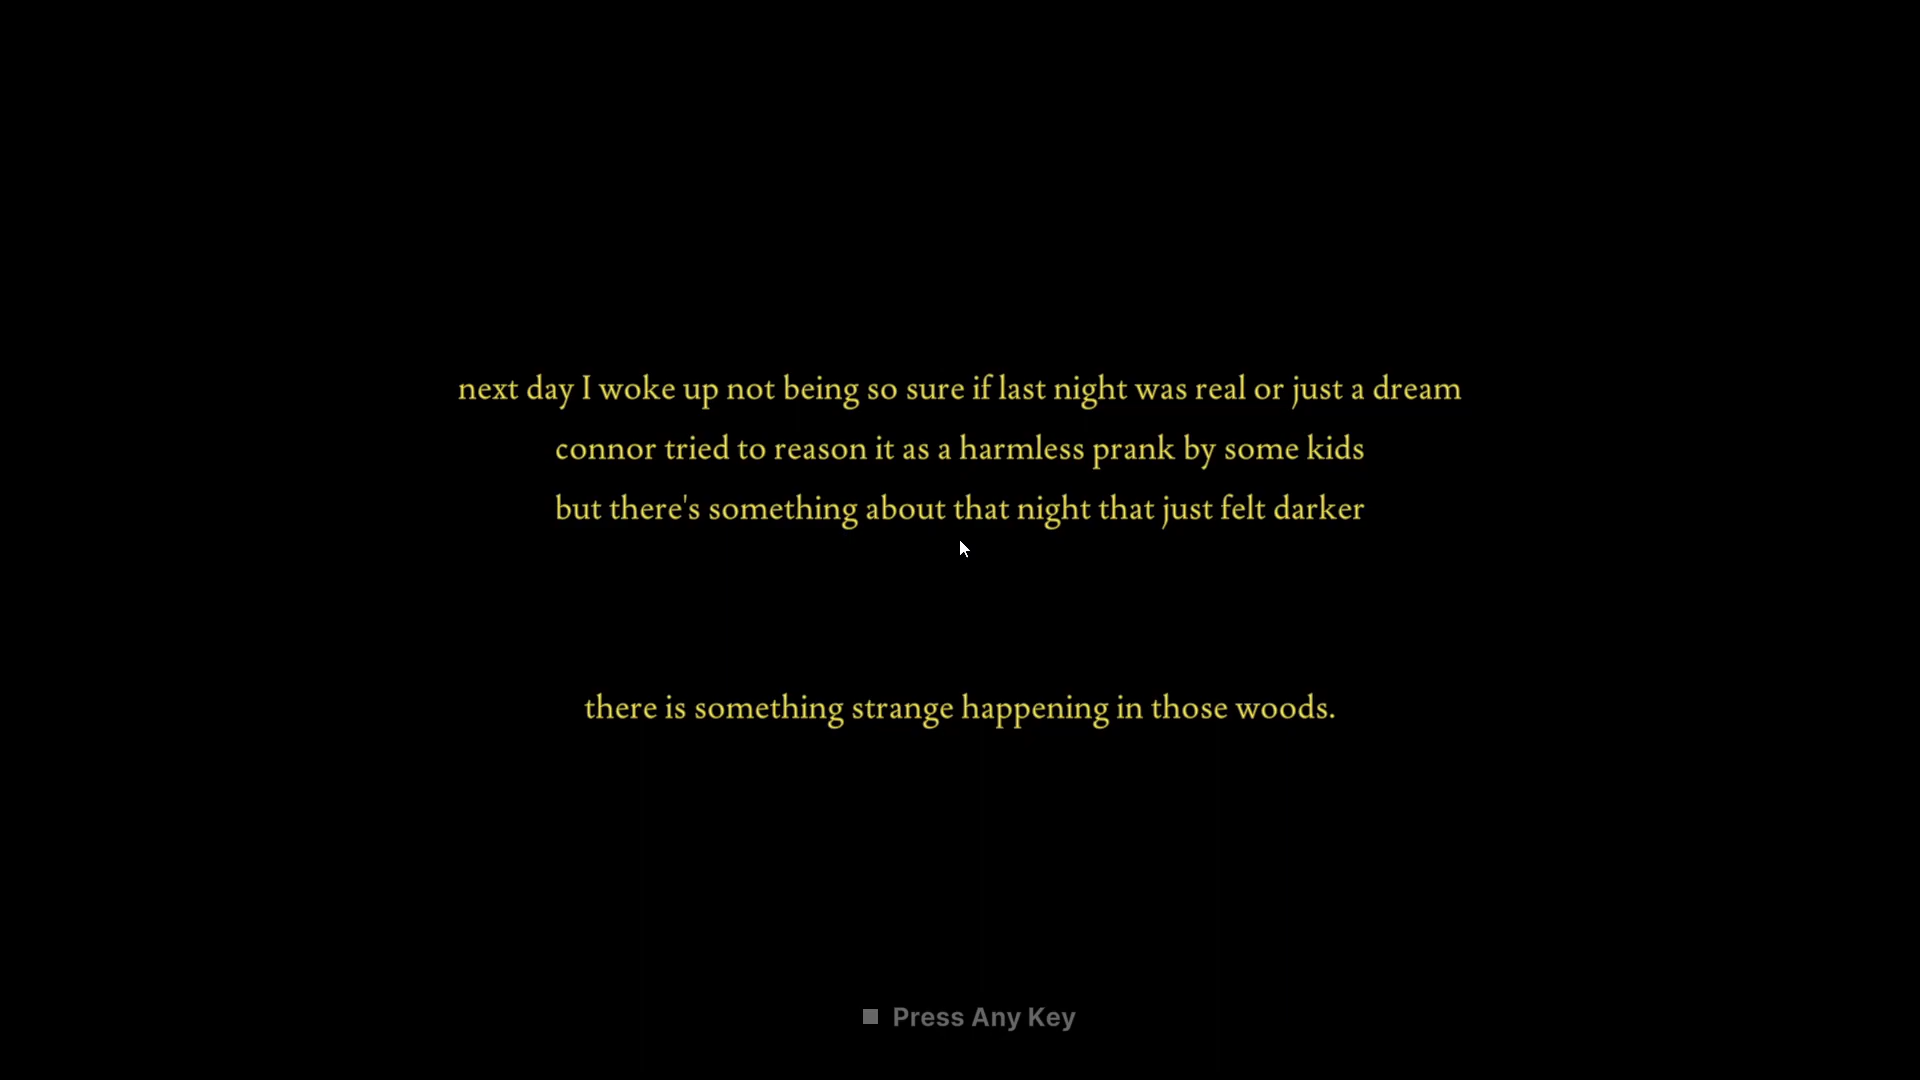 next day I woke up not being so sure if last night was real or just a dream
connor tried to reason it as a harmless prank by some kids
but there's something about that night that just felt darker
there is something strange happening in those woods.
Press Any Key